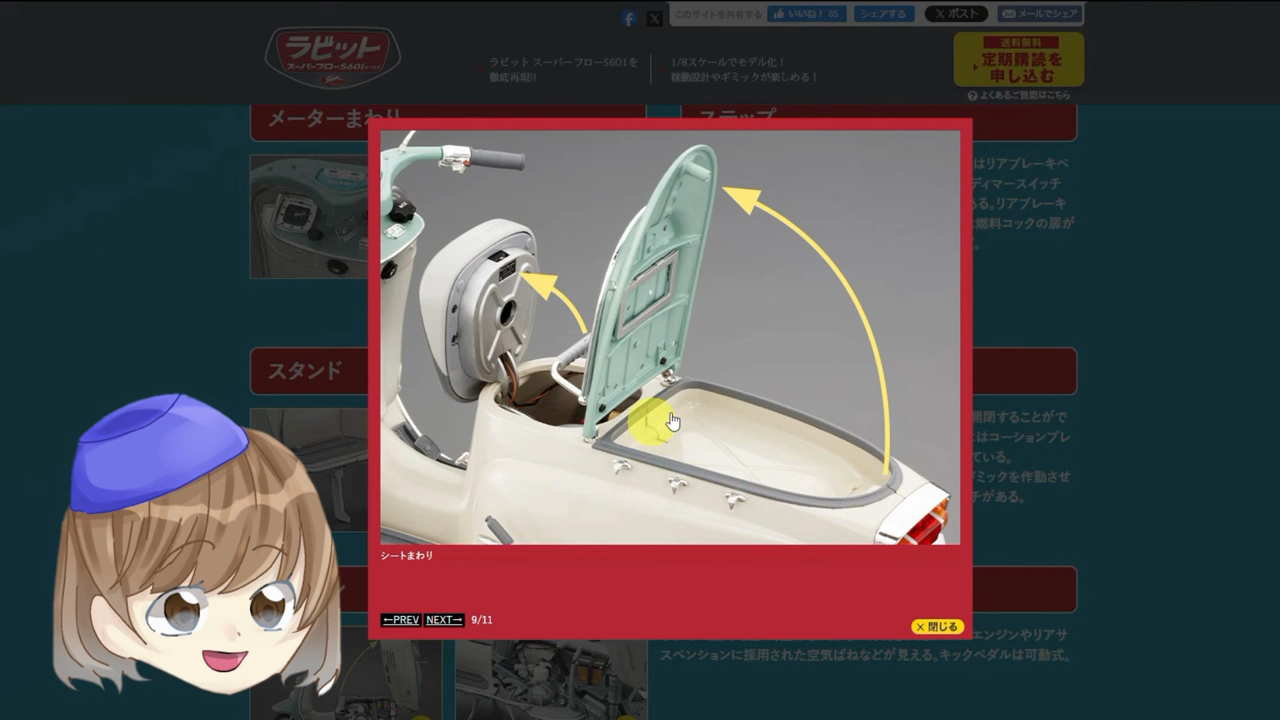 このサイトを共有する
いいね! 85
シェアする
ポスト
メールでシェア
ラビット
スーパーフローS601
ラビット スーパーフローS601を
徹底再現!!
1/8スケールでモデル化!
稼働設計やギミックが楽しめる!
送料無料
定期購読を
申し込む
よくあるご質問はこちら
メーターまわり
ステップ
はリアブレーキペ
ディマースイッチ
ある。リアブレーキ
燃料コックの扉が
スタンド
開閉することがで
はコーションプレ
ている。
ギミックを作動させ
チがある。
シートまわり
←PREV NEXT→ 9/11
× 閉じる
エンジンやリアサ
スペンションに採用された空気ばねなどが見える。キックペダルは可動式。